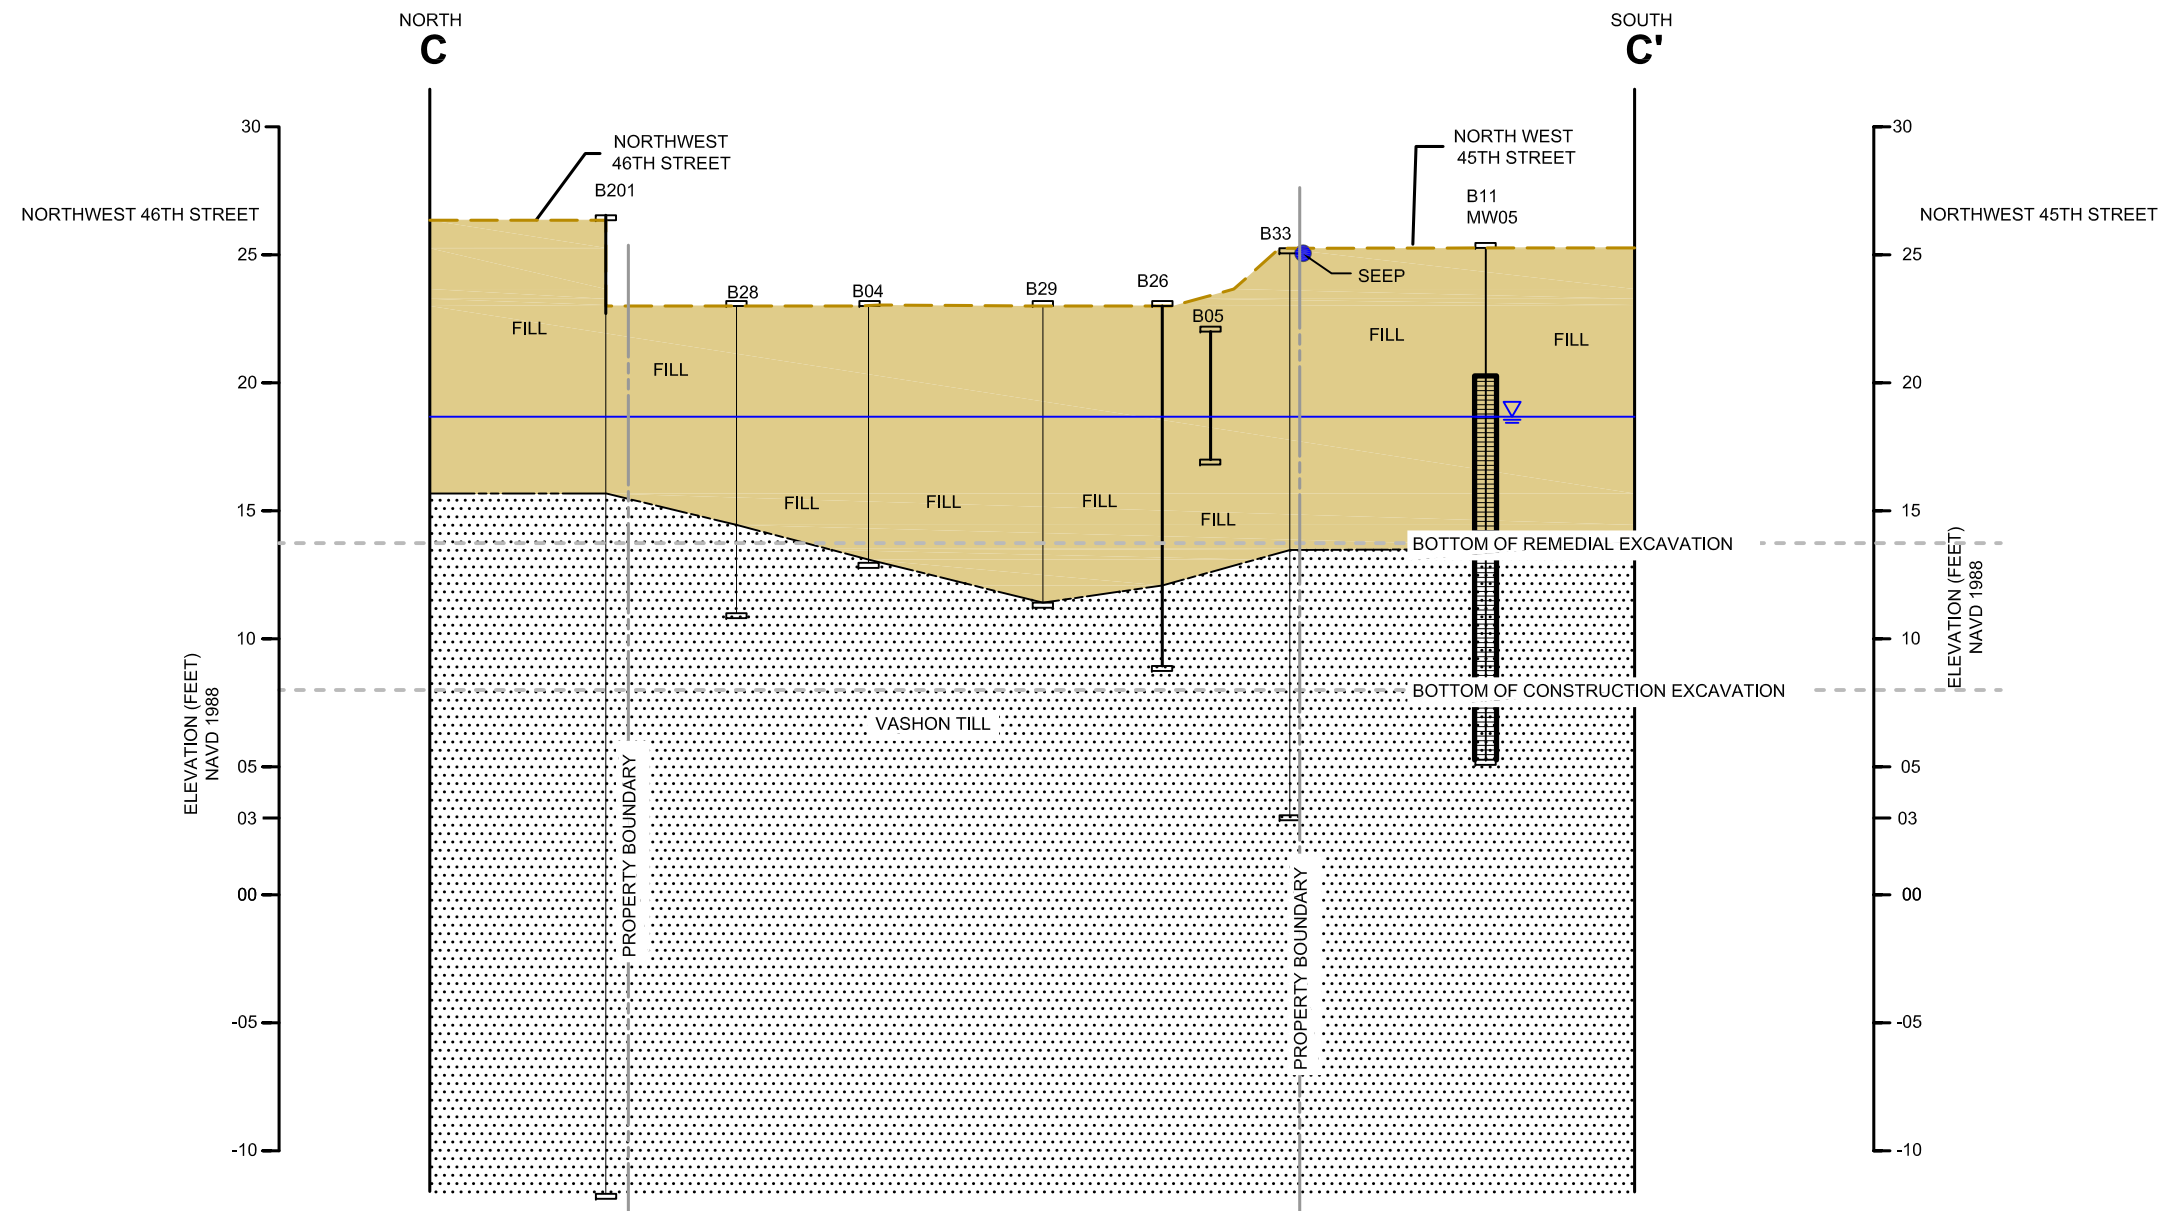 NORTH
C
SOUTH
C'
30
30
NORTHWEST
46TH STREET
NORTH WEST
45TH STREET
B201
B11
MW05
NORTHWEST 46TH STREET
NORTHWEST 45TH STREET
B33
25
25
SEEP
B28
B04
B29
B26
B05
FILL
FILL
FILL
FILL
20
20
FILL
FILL
FILL
FILL
15
15
BOTTOM OF REMEDIAL EXCAVATION
ELEVATION (FEET)
NAVD 1988
10
10
BOTTOM OF CONSTRUCTION EXCAVATION
VASHON TILL
ELEVATION (FEET)
NAVD 1988
05
05
03
03
PROPERTY BOUNDARY
PROPERTY BOUNDARY
00
00
-05
-05
-10
-10
FILL